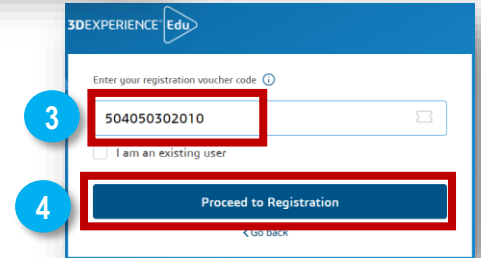 3DEXPERIENCE Edu
Enter your registration voucher code
3
504050302010
I am an existing user
4
Proceed to Registration
< Go back